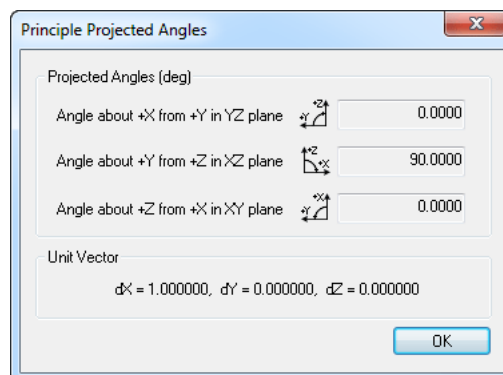 Principle Projected Angles
Projected Angles (deg)
Angle about +X from +Y in YZ plane +Z +Y 0.0000
Angle about +Y from +Z in XZ plane +Z +X 90.0000
Angle about +Z from +X in XY plane +X +Y 0.0000
Unit Vector
dX = 1.000000, dY = 0.000000, dZ = 0.000000
OK